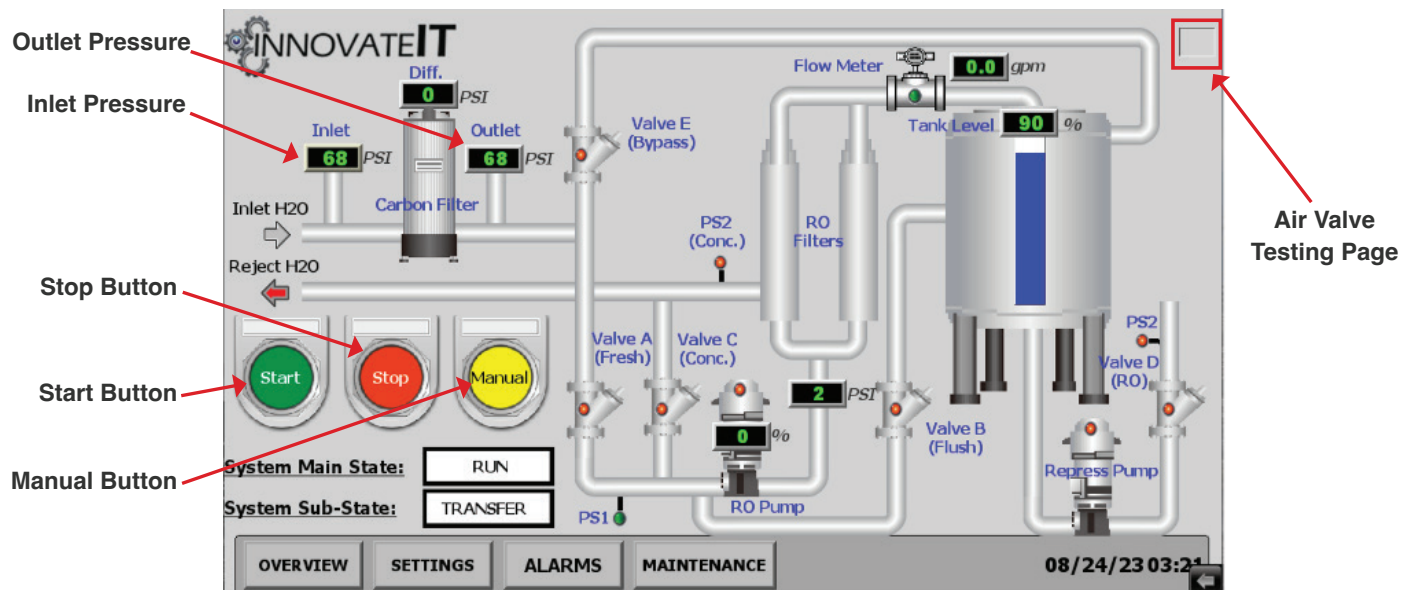 Outlet Pressure
Inlet Pressure
Stop Button
Start Button
Manual Button
INNOVATEIT
Diff.
0 PSI
Inlet
68 PSI
Outlet
68 PSI
Carbon Filter
Inlet H2O
Reject H2O
Valve E
(Bypass)
Flow Meter
0.0 gpm
Tank Level 90 %
PS2
(Conc.)
RO
Filters
Start
Stop
Manual
Valve A
(Fresh)
Valve C
(Conc.)
2 PSI
0 %
RO Pump
PS1
Valve B
(Flush)
PS2
Valve D
(RO)
Repress Pump
System Main State: RUN
System Sub-State: TRANSFER
OVERVIEW
SETTINGS
ALARMS
MAINTENANCE
08/24/23 03:21
Air Valve
Testing Page